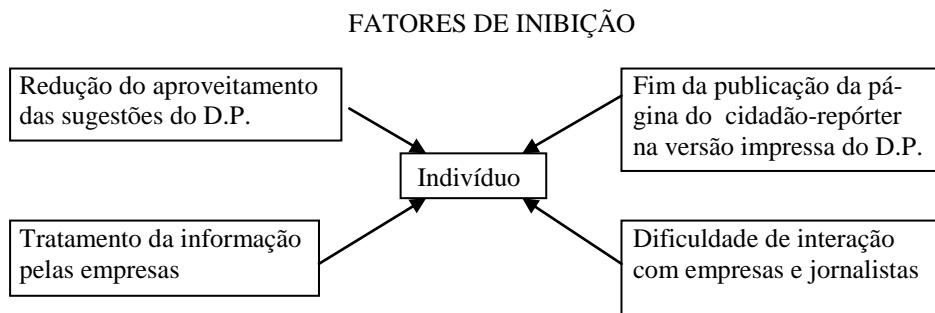 FATORES DE INIBIÇÃO
Redução do aproveitamento
das sugestões do D.P.
Fim da publicação da pá-
gina do cidadão-repórter
na versão impressa do D.P.
Indivíduo
Tratamento da informação
pelas empresas
Dificuldade de interação
com empresas e jornalistas